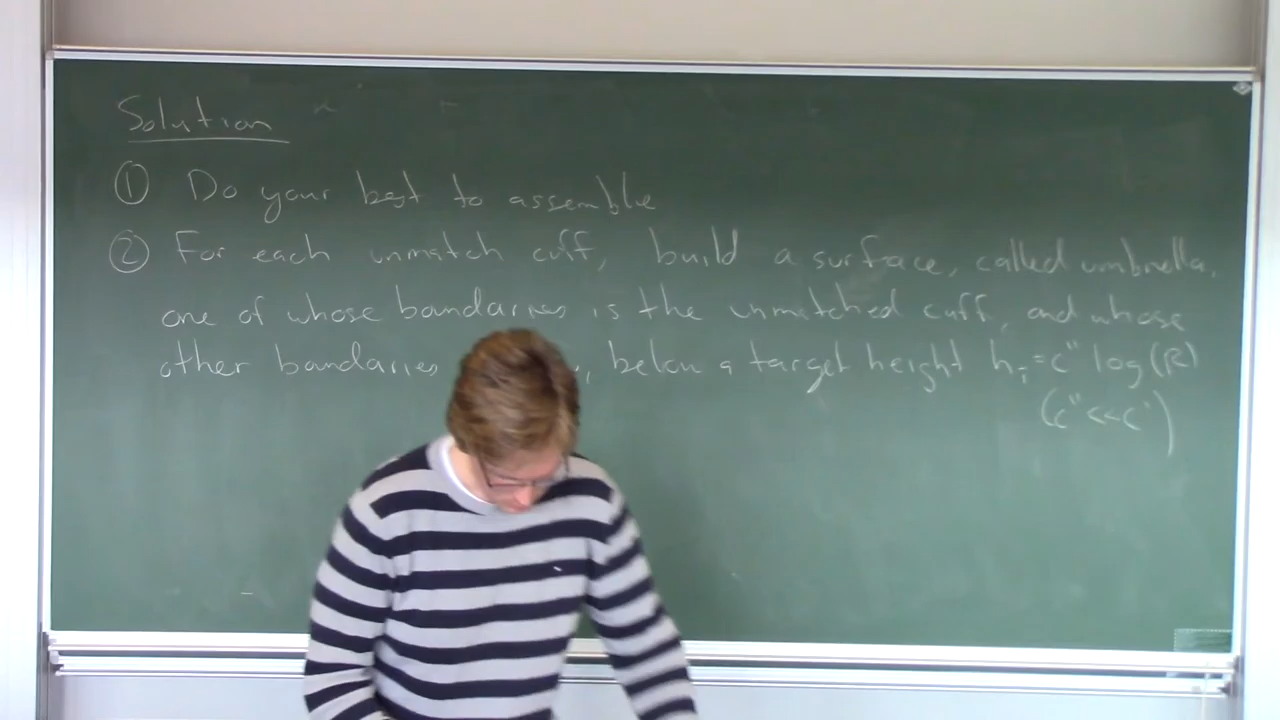 Solution
① Do your best to assemble
② For each unmatch cuff, build a surface, called umbrella,
one of whose boundaries is the unmatched cuff, and whose
other boundaries below a target height h_T = c'' log(R)
(c'' << c')